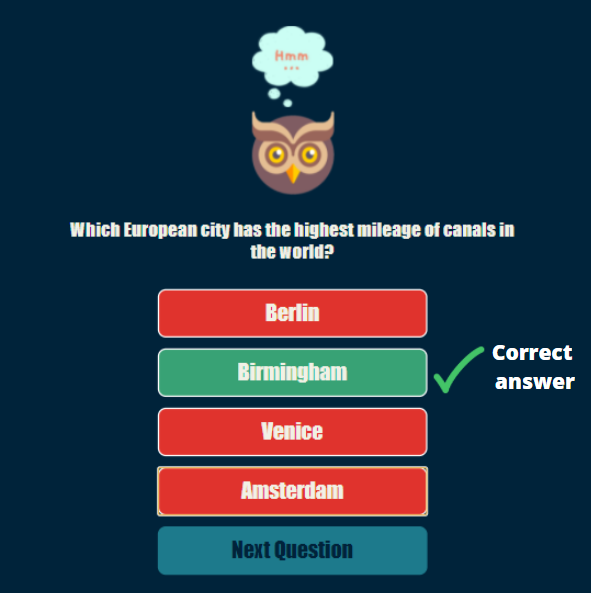 Hmm
...
Which European city has the highest mileage of canals in
the world?
Berlin
Birmingham
Correct
answer
Venice
Amsterdam
Next Question